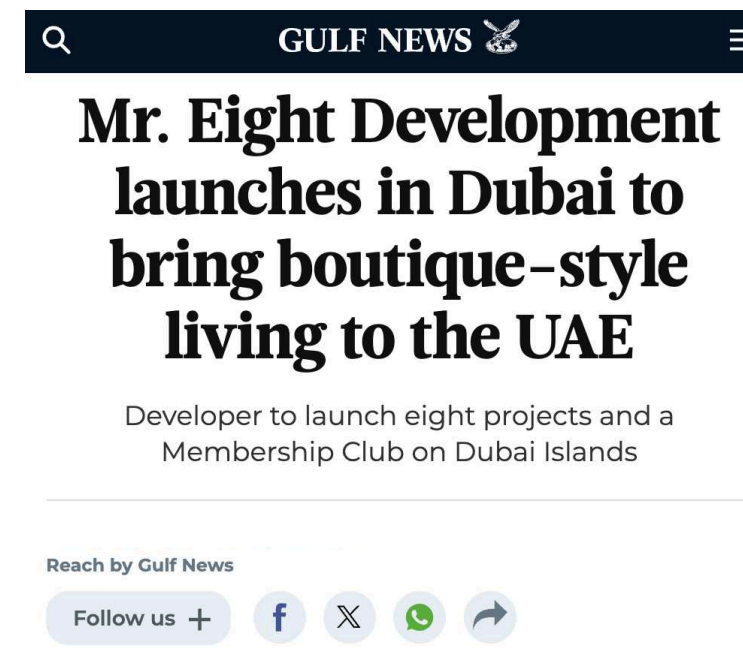 GULF NEWS
Mr. Eight Development
launches in Dubai to
bring boutique-style
living to the UAE
Developer to launch eight projects and a
Membership Club on Dubai Islands
Reach by Gulf News
Follow us +